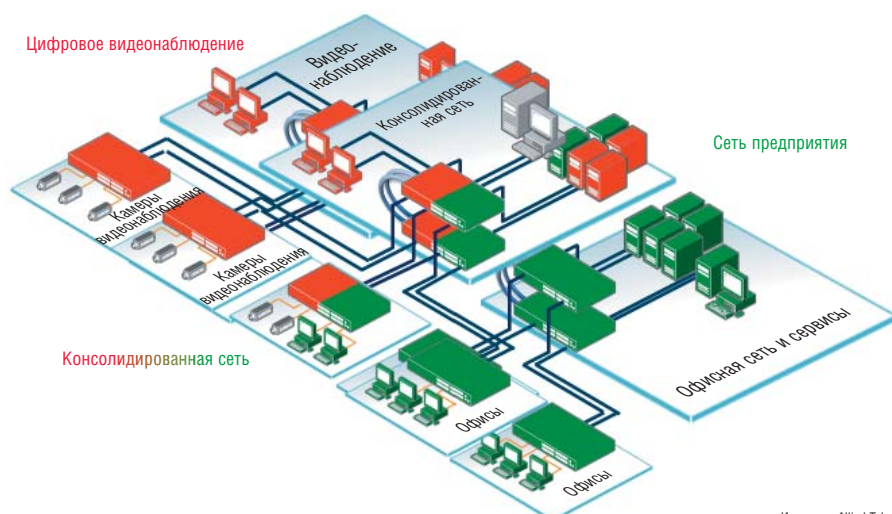 Цифровое видеонаблюдение
Видео-
наблюдение
Консолидирован-
ная сеть
Сеть предприятия
Камеры
видеонаблюдения
Камеры
видеонаблюдения
Консолидированная сеть
Офисная сеть и сервисы
Офисы
Офисы